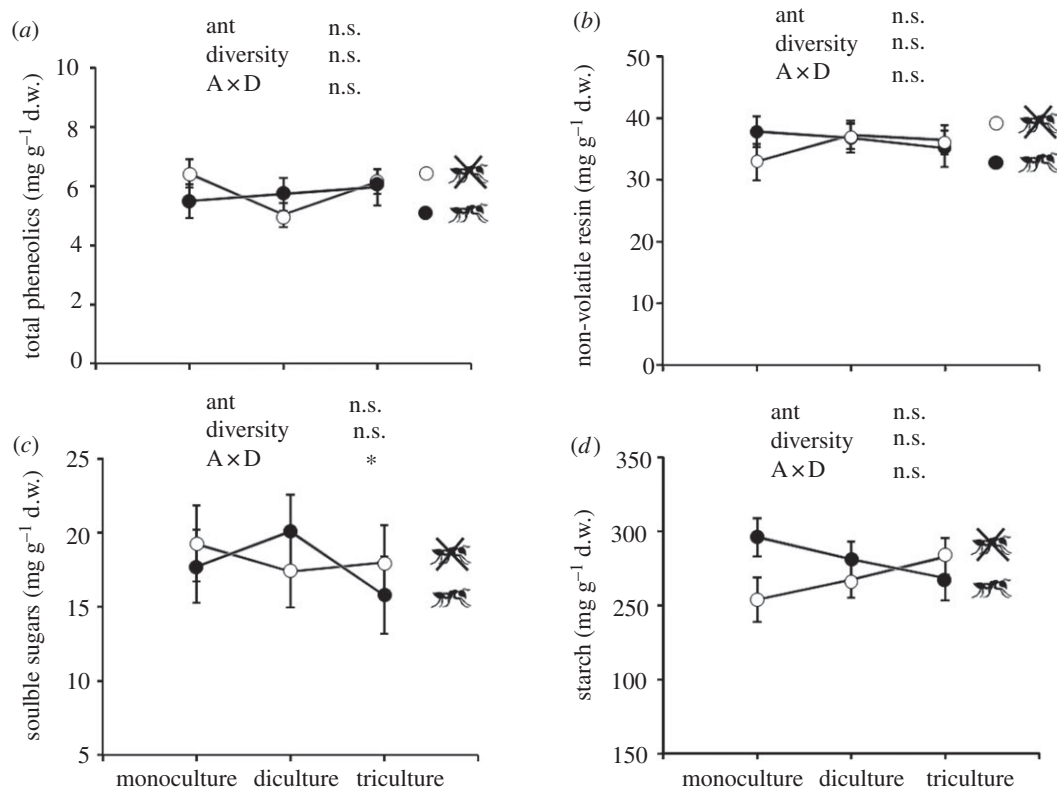 (a)
ant n.s.
diversity n.s.
A × D n.s.
10
8
6
4
2
0
total pheneolics (mg g–1 d.w.)
(b)
ant n.s.
diversity n.s.
A × D n.s.
50
40
30
20
10
0
non-volatile resin (mg g–1 d.w.)
(c)
ant n.s.
diversity n.s.
A × D *
25
20
15
10
5
soulble sugars (mg g–1 d.w.)
monoculture diculture triculture
(d)
ant n.s.
diversity n.s.
A × D n.s.
350
300
250
100
150
starch (mg g–1 d.w.)
monoculture diculture triculture